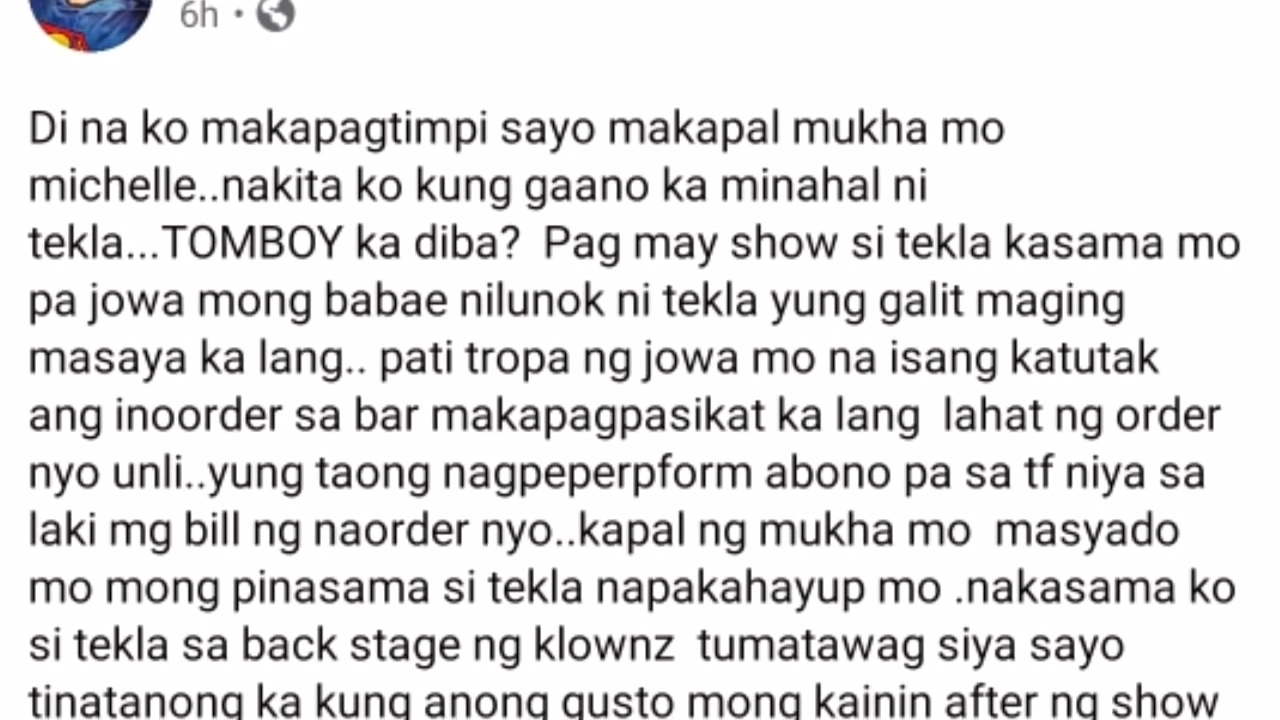 6h •
Di na ko makapagtimpi sayo makapal mukha mo
michelle..nakita ko kung gaano ka minahal ni
tekla...TOMBOY ka diba?  Pag may show si tekla kasama mo
pa jowa mong babae nilunok ni tekla yung galit maging
masaya ka lang.. pati tropa ng jowa mo na isang katutak
ang inoorder sa bar makapagpasikat ka lang  lahat ng order
nyo unli..yung taong nagpeperpform abono pa sa tf niya sa
laki mg bill ng naorder nyo..kapal ng mukha mo  masyado
mo mong pinasama si tekla napakahayup mo .nakasama ko
si tekla sa back stage ng klownz  tumatawag siya sayo
tinatanong ka kung anong gusto mong kainin after ng show